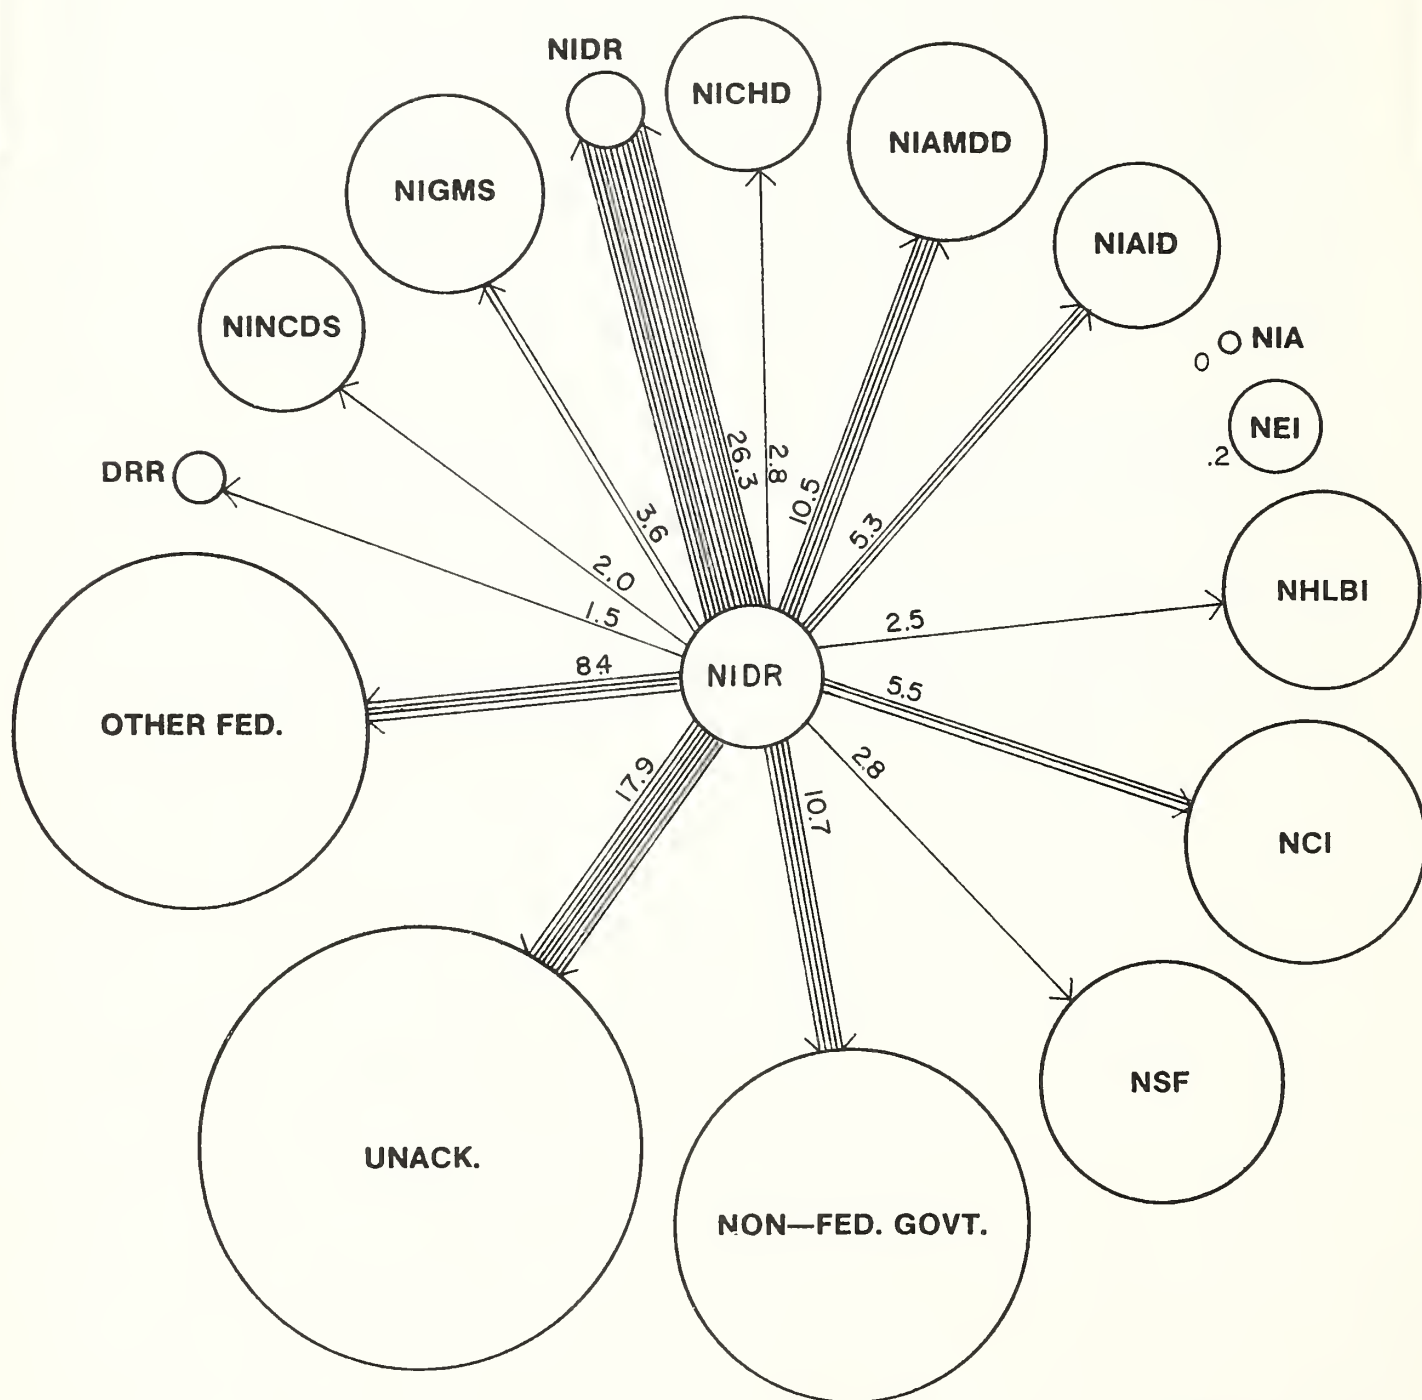 NIDR
NICHD
NIAMDD
NIGMS
NIAID
NINCDS
NIA
0
NEI
.2
DRR
26.3
2.8
10.5
5.3
3.6
2.0
1.5
NHLBI
2.5
84
NIDR
5.5
OTHER FED.
17.9
10.7
2.8
NCI
NSF
UNACK.
NON—FED. GOVT.